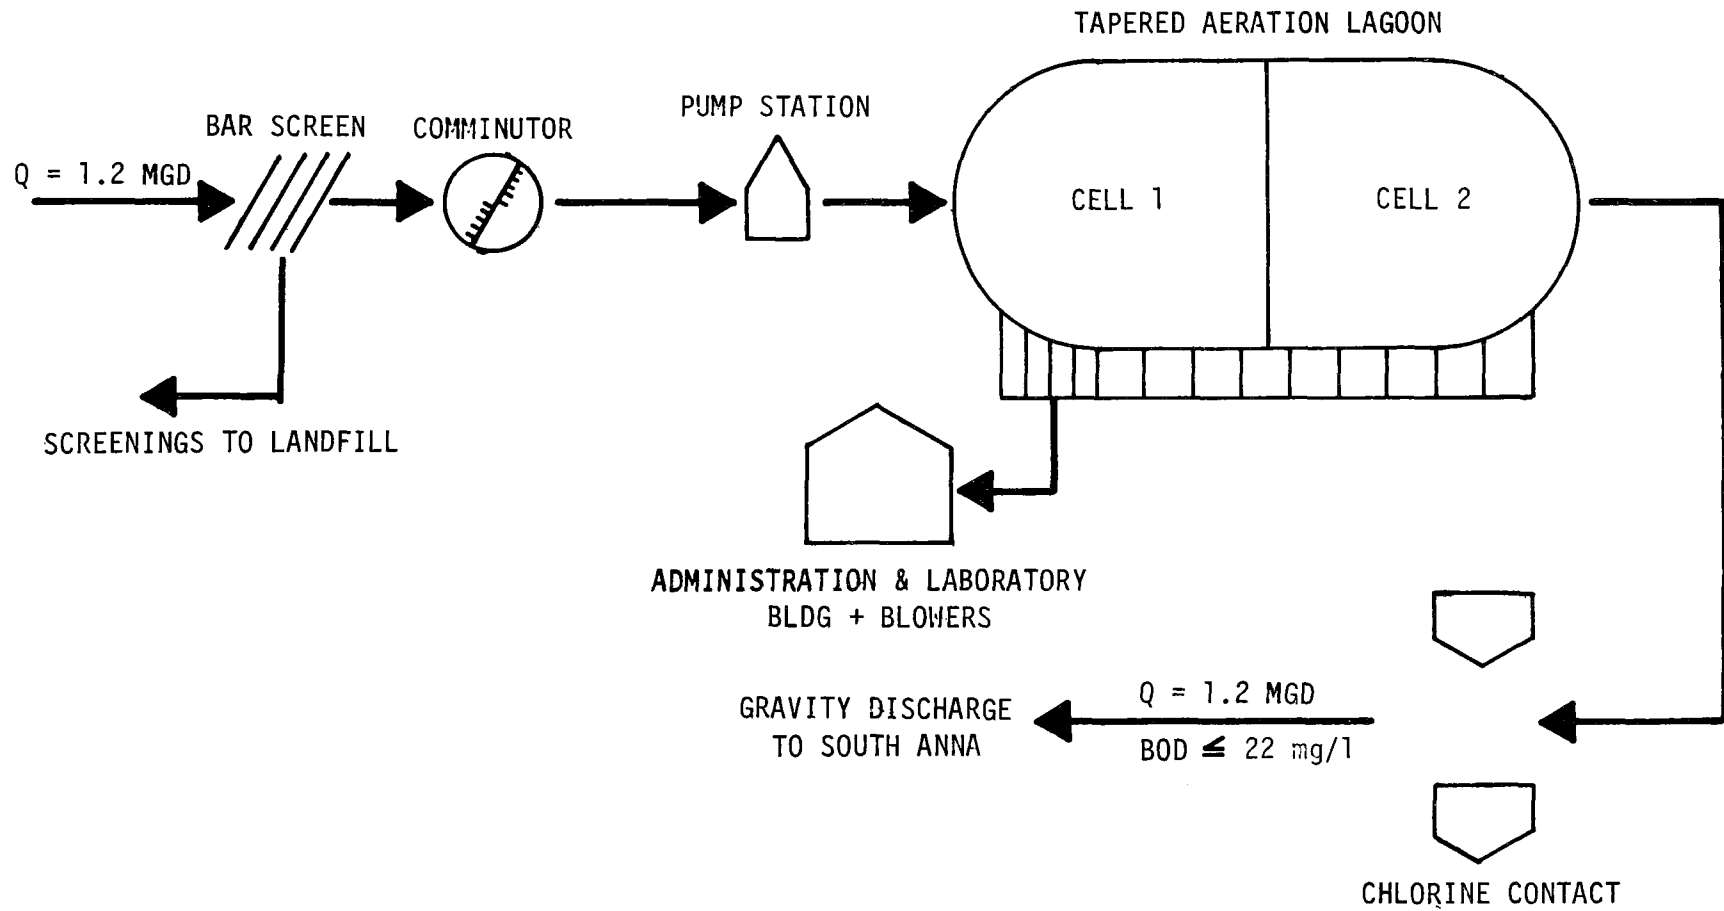 TAPERED AERATION LAGOON
PUMP STATION
BAR SCREEN
COMMINUTOR
Q = 1.2 MGD
CELL 1
CELL 2
SCREENINGS TO LANDFILL
ADMINISTRATION & LABORATORY
BLDG + BLOWERS
GRAVITY DISCHARGE
TO SOUTH ANNA
Q = 1.2 MGD
BOD ≦ 22 mg/l
CHLORINE CONTACT